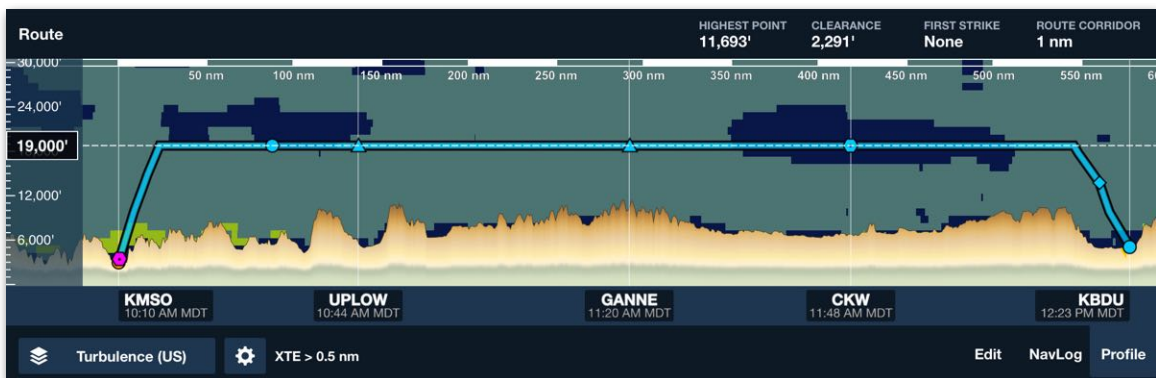 Route
HIGHEST POINT CLEARANCE FIRST STRIKE ROUTE CORRIDOR
11,693' 2,291' None 1 nm
30,000'
50 nm 100 nm 150 nm 200 nm 250 nm 300 nm 350 nm 400 nm 450 nm 500 nm 550 nm
24,000'
19,000'
12,000'
6,000'
KMSO UPLOW GANNE CKW KBDU
10:10 AM MDT 10:44 AM MDT 11:20 AM MDT 11:48 AM MDT 12:23 PM MDT
Turbulence (US) XTE > 0.5 nm Edit NavLog Profile